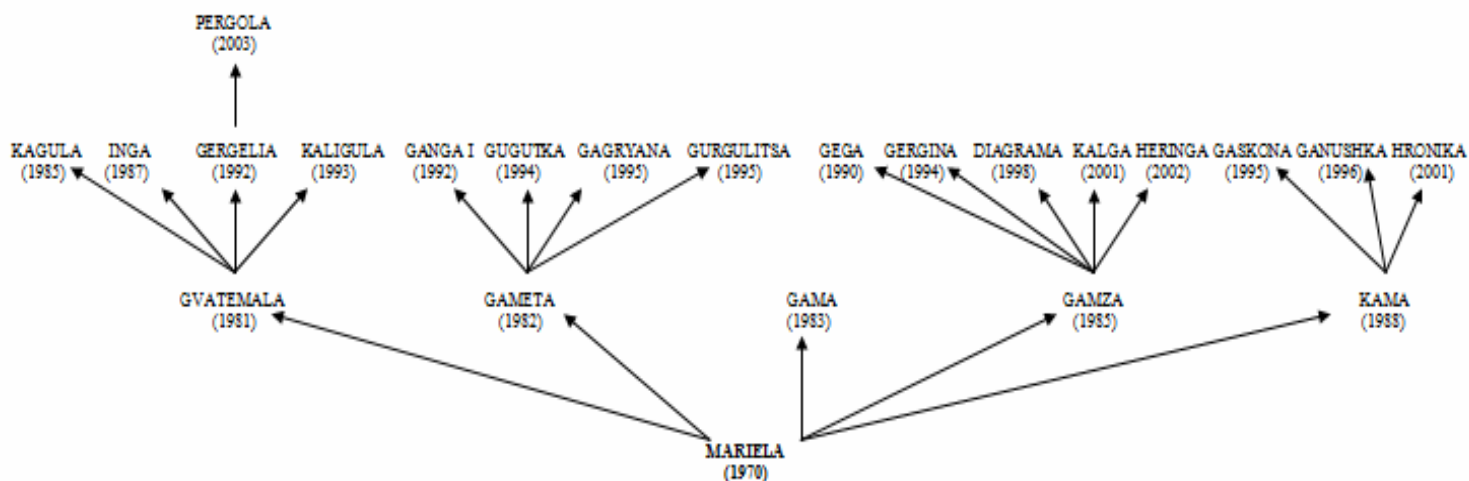 PERGOLA
(2003)
KAGULA INGA GERGELIA KALIGULA GANGA I GUGUTKA GAGRYANA GURGULITSA GEGA GERGINA DIAGRAMA KALGA HERINGA GASKONA GANUSHKA HRONIKA
(1985) (1987) (1992) (1993) (1992) (1994) (1995) (1995) (1990) (1994) (1998) (2001) (2002) (1995) (1996) (2001)
GVATEMALA GAMETA GAMA GAMZA KAMA
(1981) (1982) (1983) (1985) (1988)
MARIELA
(1970)